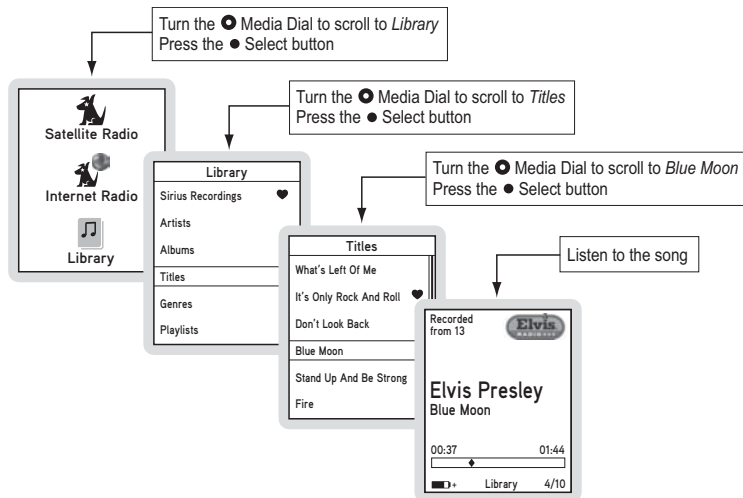 Turn the Media Dial to scroll to Library
Press the Select button
Turn the Media Dial to scroll to Titles
Press the Select button
Turn the Media Dial to scroll to Blue Moon
Press the Select button
Listen to the song
Satellite Radio
Internet Radio
Library
Library
Sirius Recordings
Artists
Albums
Titles
Genres
Playlists
Titles
What's Left Of Me
It's Only Rock And Roll
Don't Look Back
Blue Moon
Stand Up And Be Strong
Fire
Recorded
from 13
Elvis
RADIO
Elvis Presley
Blue Moon
00:37 01:44
+ Library 4/10